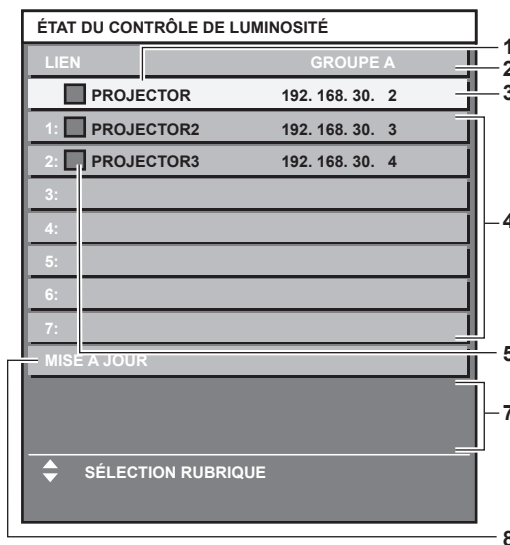 ÉTAT DU CONTRÔLE DE LUMINOSITÉ
LIEN GROUPE A
PROJECTOR 192. 168. 30. 2
1: PROJECTOR2 192. 168. 30. 3
2: PROJECTOR3 192. 168. 30. 4
3:
4:
5:
6:
7:
MISE À JOUR
SÉLECTION RUBRIQUE
1
2
3
4
5
7
8